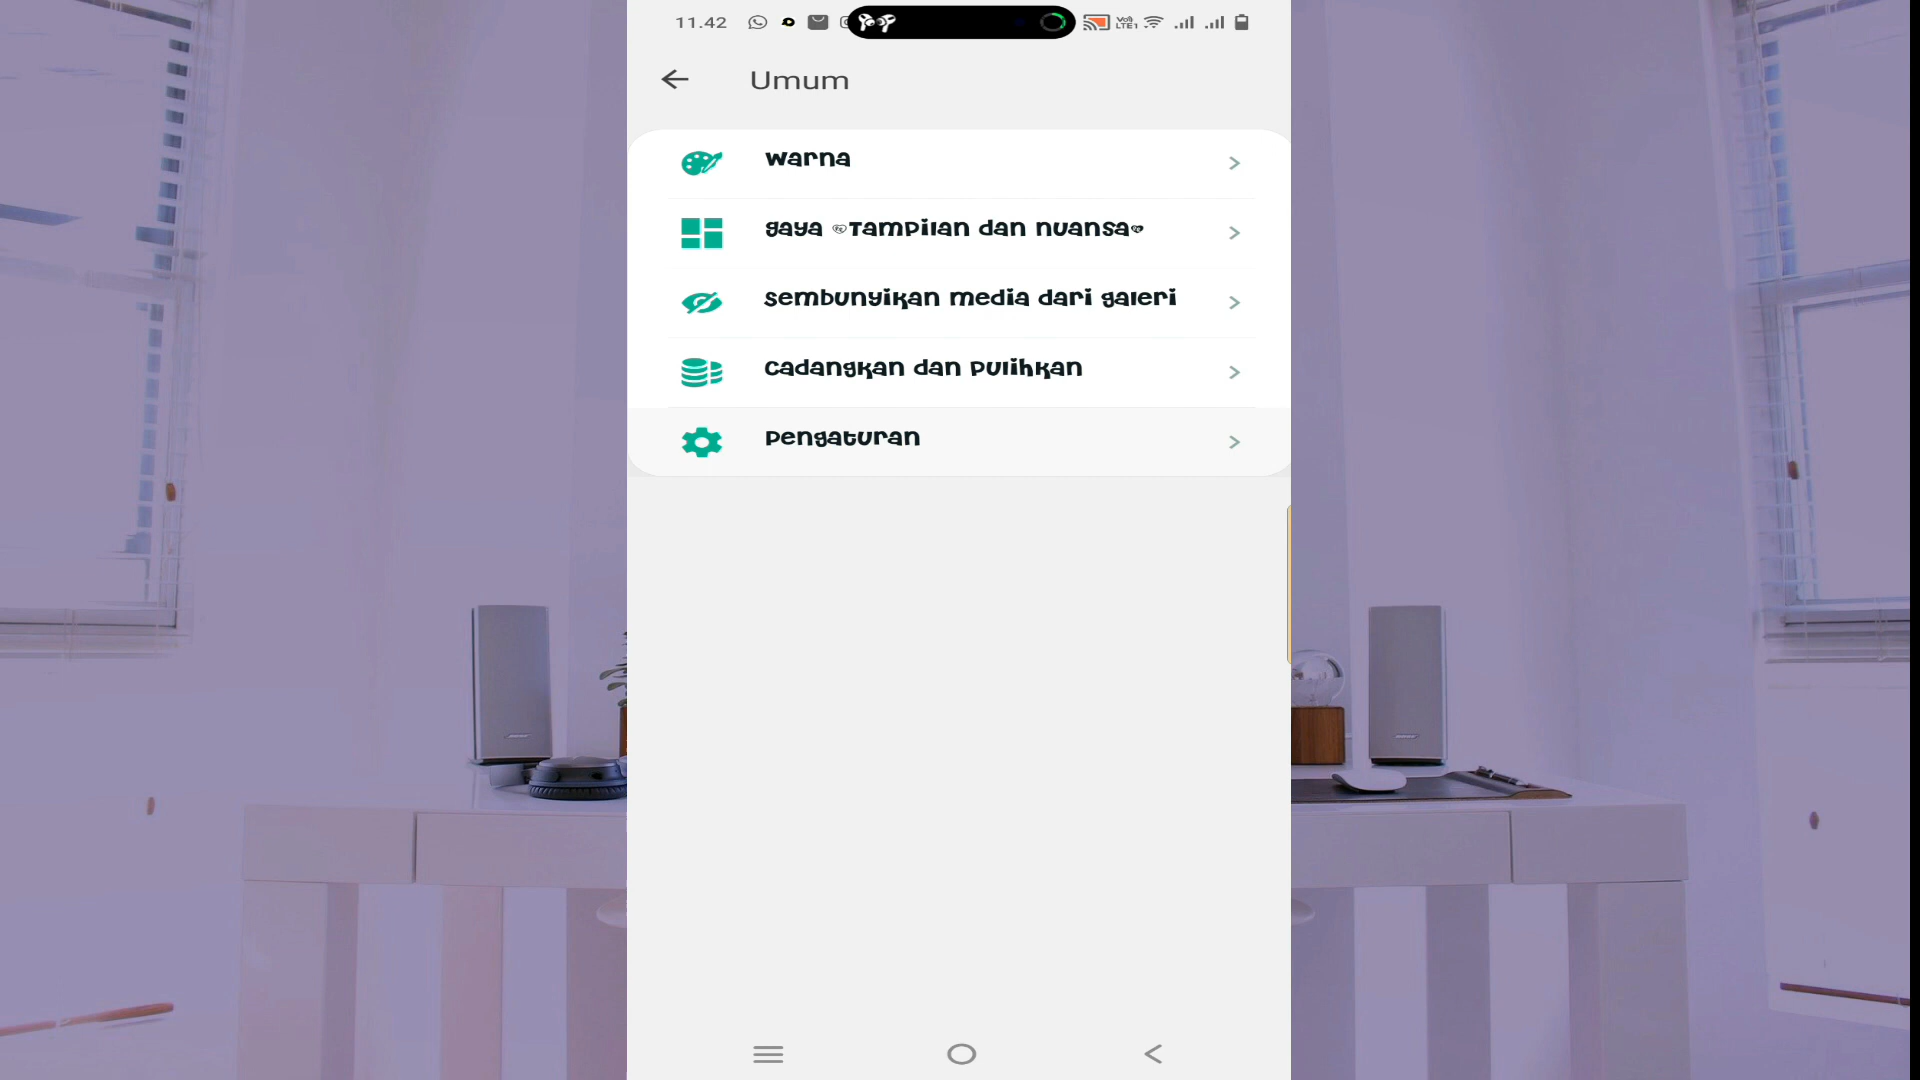 11.42
Umum
warna
gaya (Tampilan dan nuansa)
sembunyikan media dari galeri
Cadangkan dan Pulihkan
Pengaturan